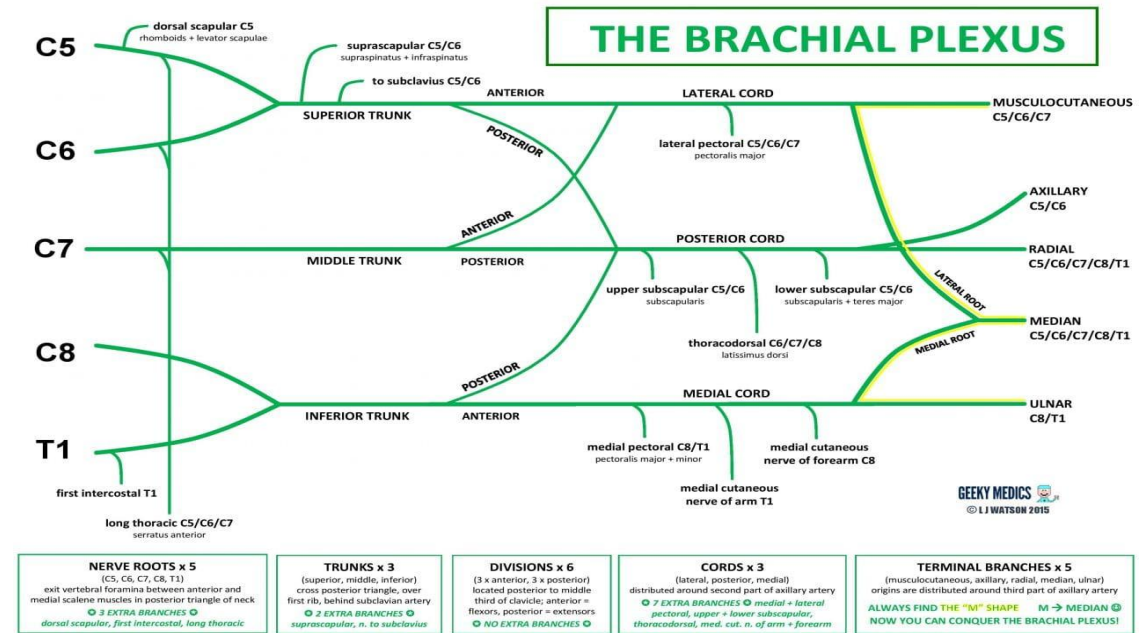 THE BRACHIAL PLEXUS
C5
dorsal scapular C5
rhomboids + levator scapulae
suprascapular C5/C6
supraspinatus + infraspinatus
to subclavius C5/C6
ANTERIOR
LATERAL CORD
MUSCULOCUTANEOUS
C5/C6/C7
SUPERIOR TRUNK
POSTERIOR
lateral pectoral C5/C6/C7
pectoralis major
C6
AXILLARY
C5/C6
ANTERIOR
C7
MIDDLE TRUNK
POSTERIOR
POSTERIOR CORD
RADIAL
C5/C6/C7/C8/T1
upper subscapular C5/C6
subscapularis
lower subscapular C5/C6
subscapularis + teres major
LATERAL ROOT
thoracodorsal C6/C7/C8
latissimus dorsi
MEDIAN
C5/C6/C7/C8/T1
MEDIAL ROOT
C8
POSTERIOR
INFERIOR TRUNK
ANTERIOR
MEDIAL CORD
ULNAR
C8/T1
T1
medial pectoral C8/T1
pectoralis major + minor
medial cutaneous
nerve of forearm C8
medial cutaneous
nerve of arm T1
first intercostal T1
long thoracic C5/C6/C7
serratus anterior
GEEKY MEDICS
© L J WATSON 2015
NERVE ROOTS x 5
(C5, C6, C7, C8, T1)
exit vertebral foramina between anterior and
medial scalene muscles in posterior triangle of neck
✪ 3 EXTRA BRANCHES ✪
dorsal scapular, first intercostal, long thoracic
TRUNKS x 3
(superior, middle, inferior)
cross posterior triangle, over
first rib, behind subclavian artery
✪ 2 EXTRA BRANCHES ✪
suprascapular, n. to subclavius
DIVISIONS x 6
(3 x anterior, 3 x posterior)
located posterior to middle
third of clavicle; anterior =
flexors, posterior = extensors
✪ NO EXTRA BRANCHES ✪
CORDS x 3
(lateral, posterior, medial)
distributed around second part of axillary artery
✪ 7 EXTRA BRANCHES ✪ medial + lateral
pectoral, upper + lower subscapular,
thoracodorsal, med. cut. n. of arm + forearm
TERMINAL BRANCHES x 5
(musculocutaneous, axillary, radial, median, ulnar)
origins are distributed around third part of axillary artery
ALWAYS FIND THE "M" SHAPE M → MEDIAN ☺
NOW YOU CAN CONQUER THE BRACHIAL PLEXUS!